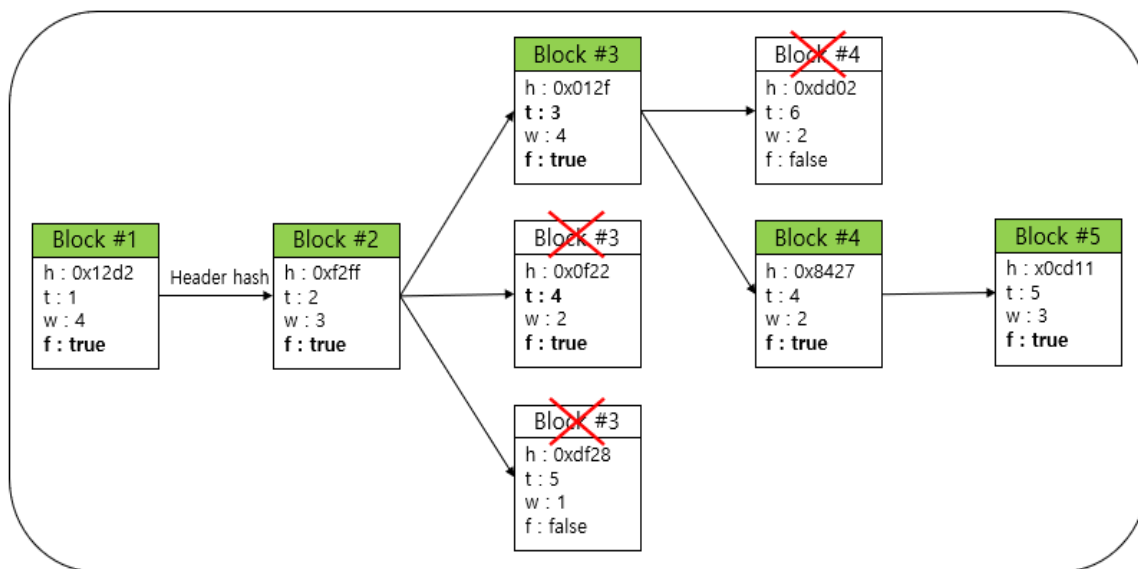 Block #3
h : 0x012f
t : 3
w : 4
f : true
Block #4
h : 0xdd02
t : 6
w : 2
f : false
Block #1
h : 0x12d2
t : 1
w : 4
f : true
Header hash
Block #2
h : 0xf2ff
t : 2
w : 3
f : true
Block #3
h : 0x0f22
t : 4
w : 2
f : true
Block #4
h : 0x8427
t : 4
w : 2
f : true
Block #5
h : x0cd11
t : 5
w : 3
f : true
Block #3
h : 0xdf28
t : 5
w : 1
f : false